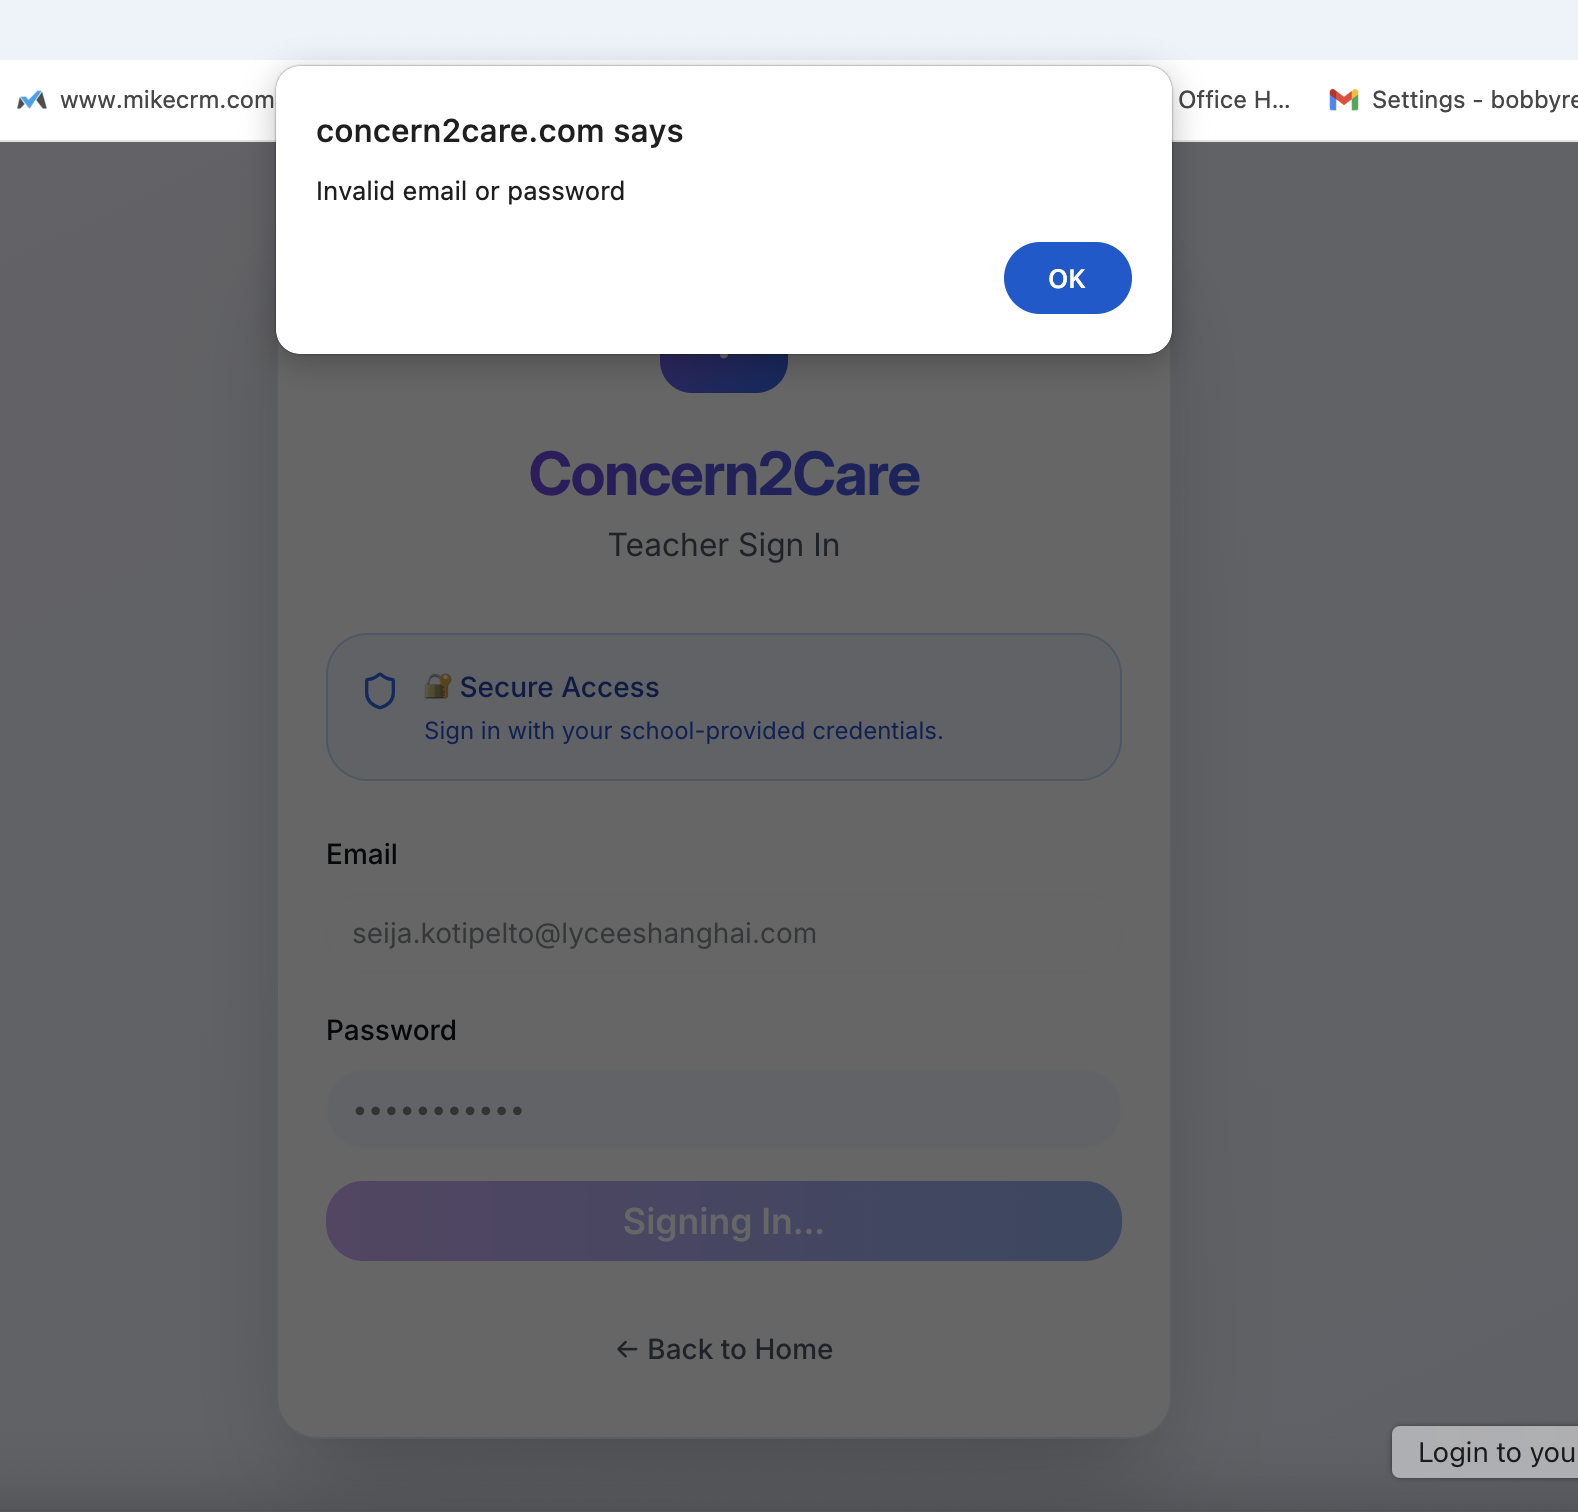 www.mikecrm.com
Office H...
Settings - bobbyre
concern2care.com says
Invalid email or password
OK
Concern2Care
Teacher Sign In
🔐 Secure Access
Sign in with your school-provided credentials.
Email
seija.kotipelto@lyceeshanghai.com
Password
•••••••••••
Signing In...
← Back to Home
Login to you